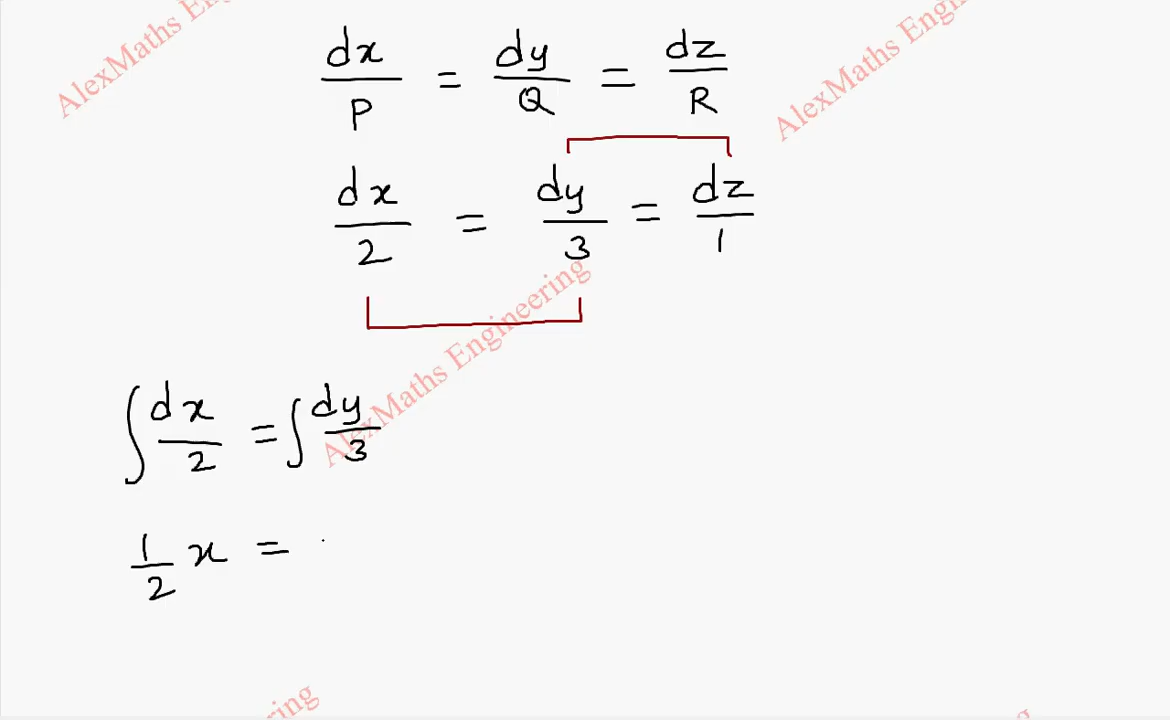 AlexMaths Engineering
AlexMaths Engineering
dx/P = dy/Q = dz/R
dx/2 = dy/3 = dz/1
AlexMaths Engineering
∫ dx/2 = ∫ dy/3
1/2 x =